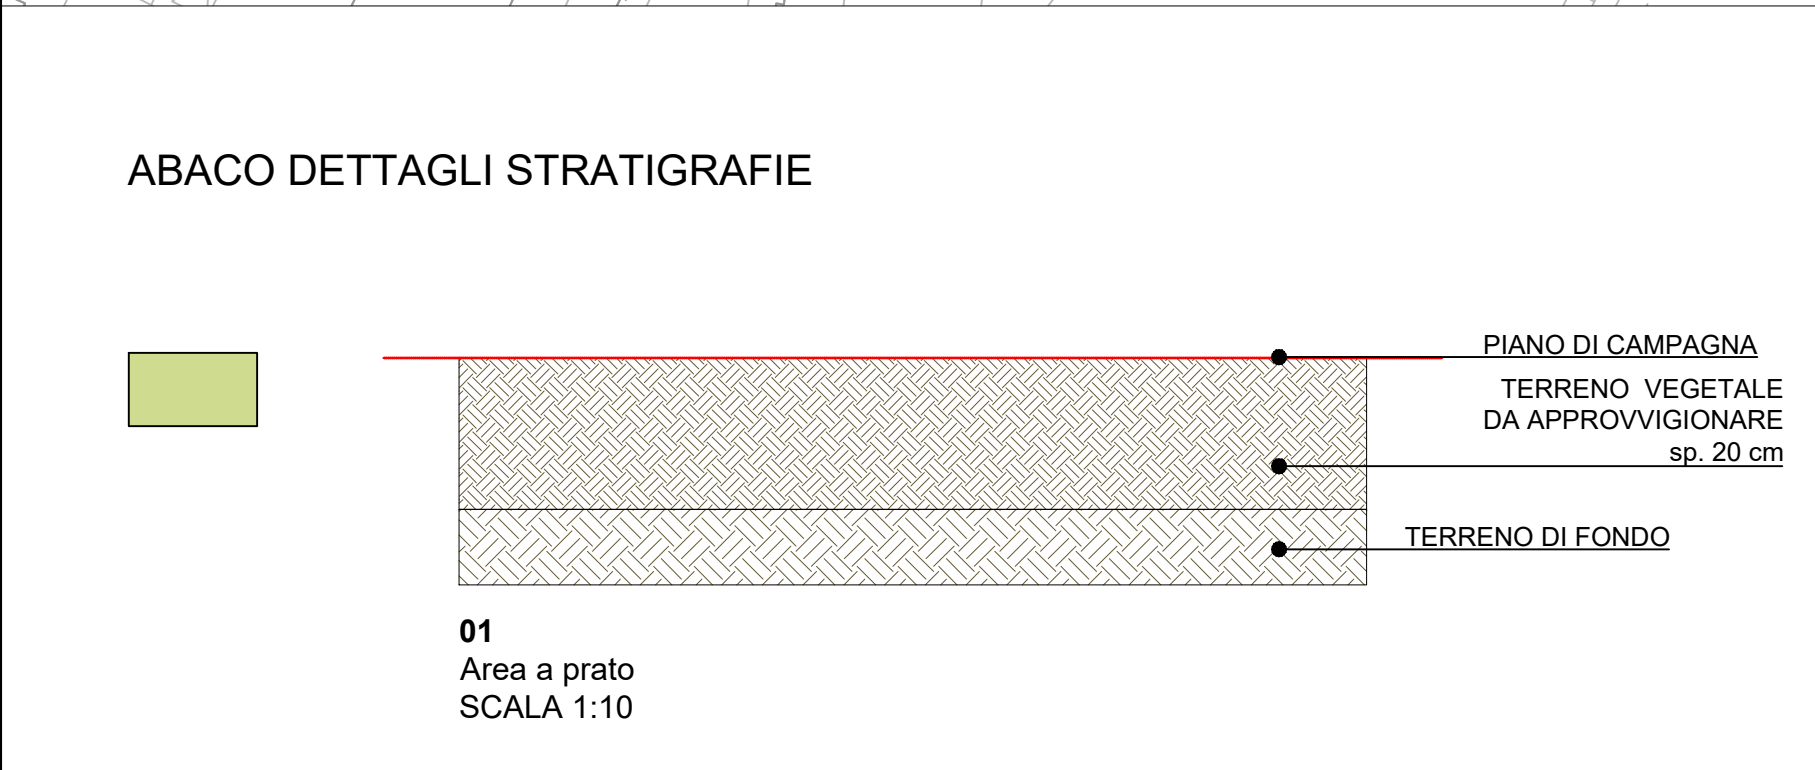 ABACO DETTAGLI STRATIGRAFIE
PIANO DI CAMPAGNA
TERRENO VEGETALE
DA APPROVVIGIONARE
sp. 20 cm
TERRENO DI FONDO
01
Area a prato
SCALA 1:10